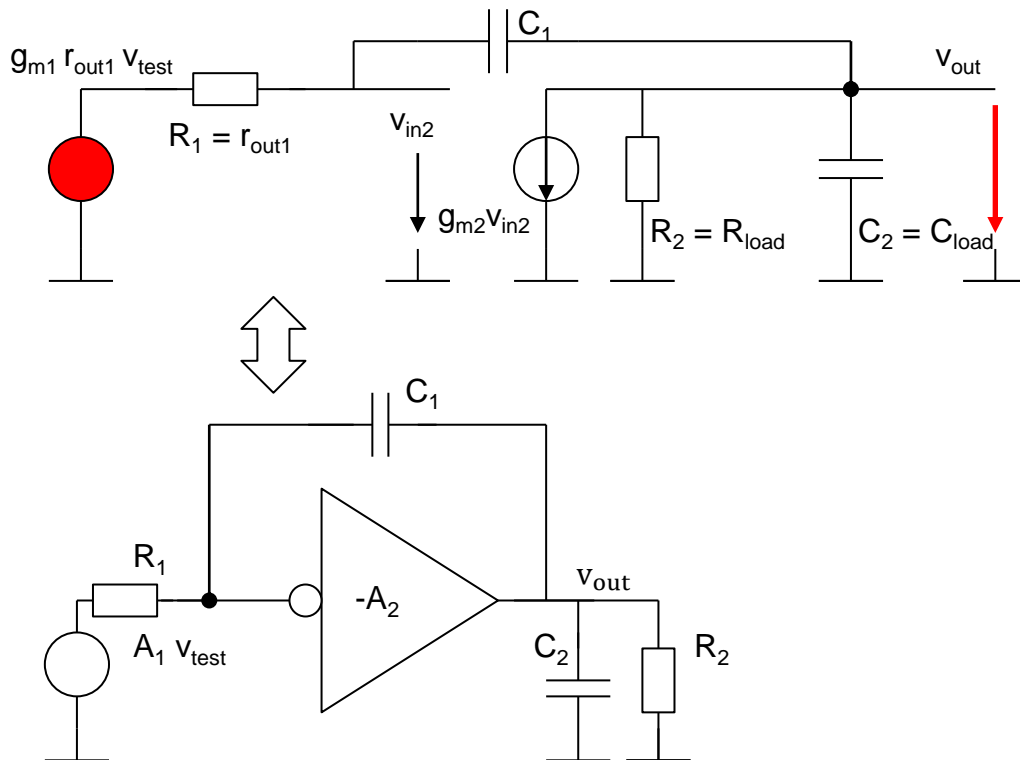 C₁
gₘ₁ rₒᵤₜ₁ vₜₑₛₜ
vₒᵤₜ
R₁ = rₒᵤₜ₁
vᵢₙ₂
gₘ₂vᵢₙ₂
R₂ = Rₗₒₐd
C₂ = Cₗₒₐd
C₁
R₁
vₒᵤₜ
-A₂
A₁ vₜₑₛₜ
C₂
R₂